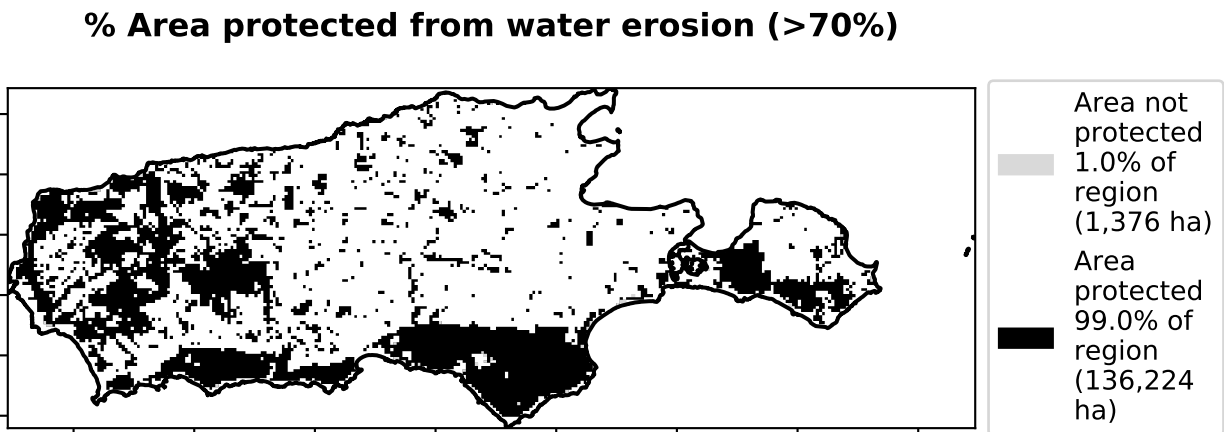 % Area protected from water erosion (>70%)
Area not
protected
1.0% of
region
(1,376 ha)
Area
protected
99.0% of
region
(136,224
ha)